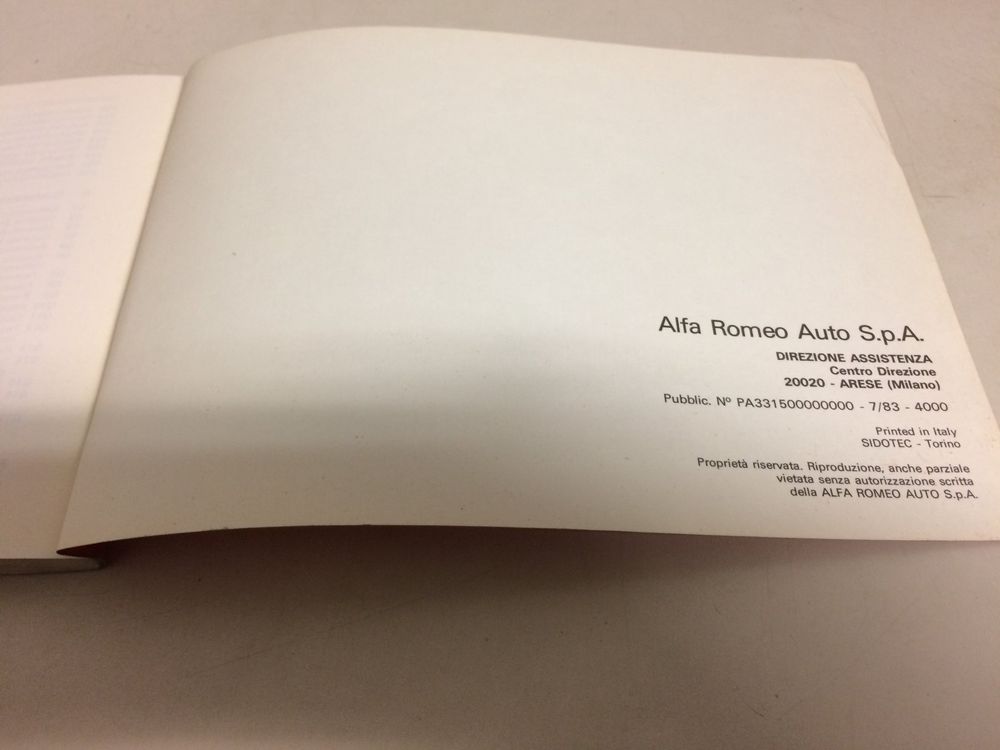 Alfa Romeo Auto S.p.A.
DIREZIONE ASSISTENZA
Centro Direzione
20020 - ARESE (Milano)
Pubblic. Nº PA331500000000 - 7/83 - 4000
Printed in Italy
SIDOTEC - Torino
Proprietà riservata. Riproduzione, anche parziale
vietata senza autorizzazione scritta
della ALFA ROMEO AUTO S.p.A.